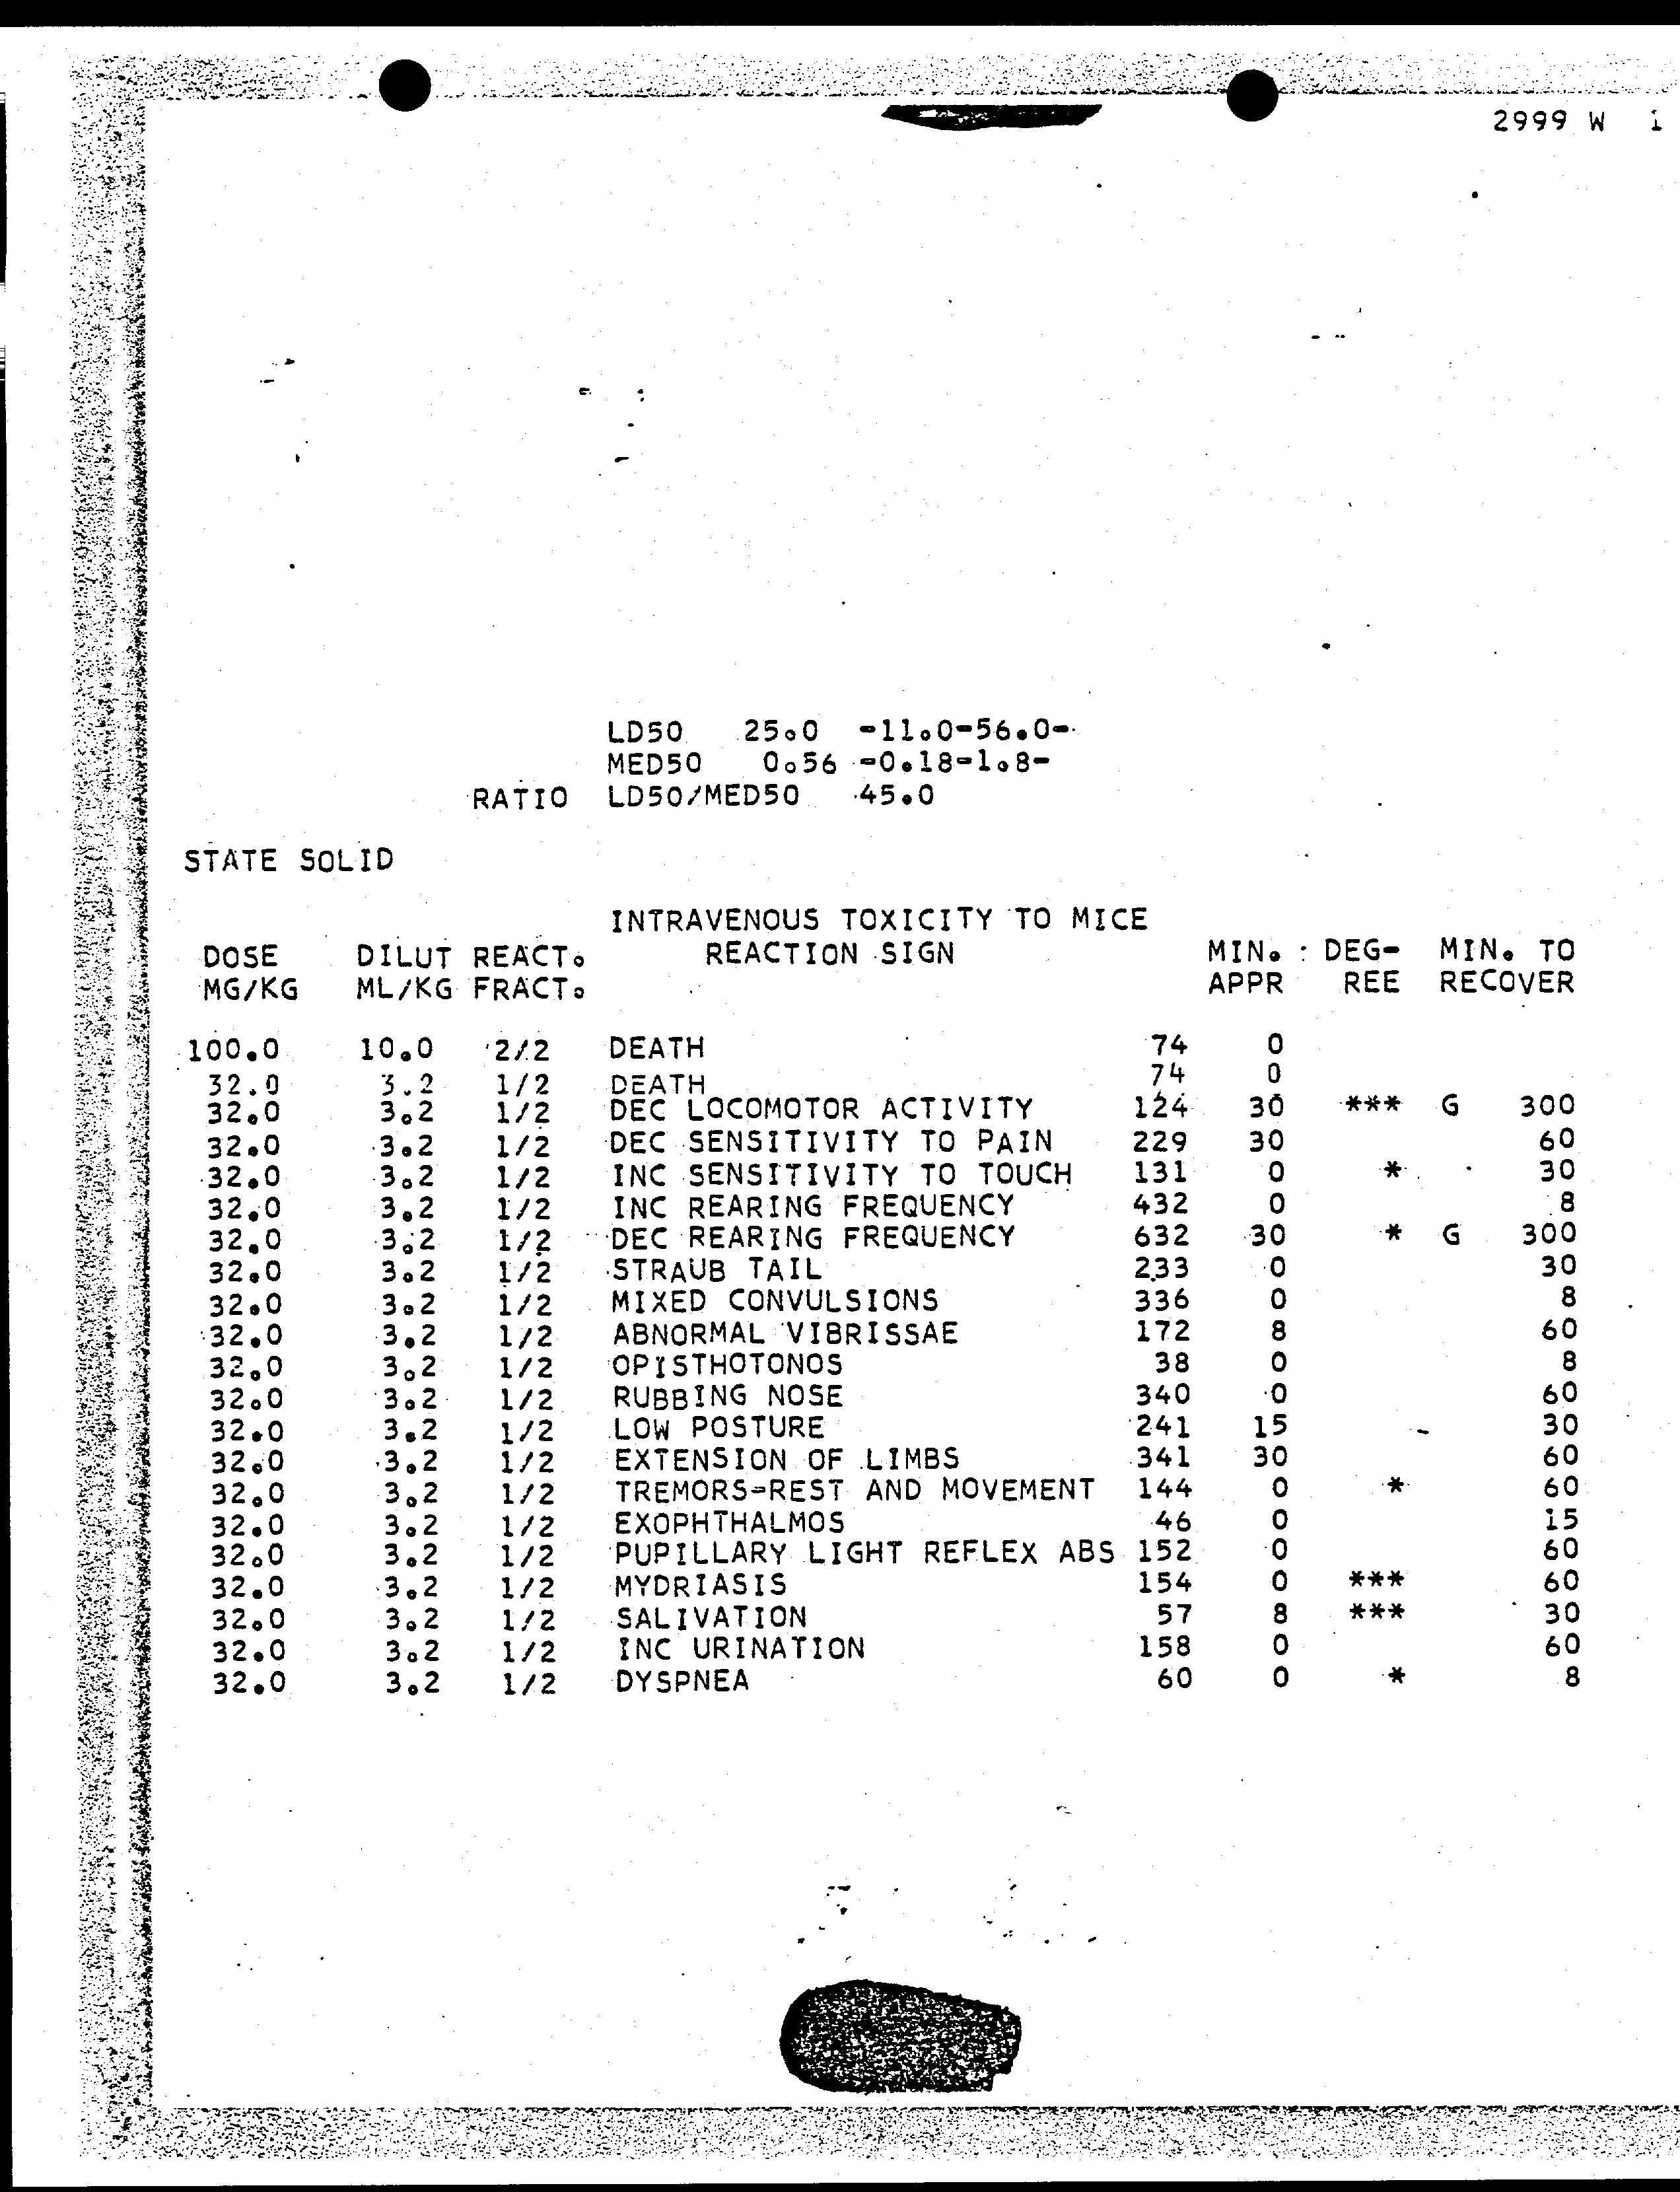 2999 W 1
LD50 25.0 -11.0-56.0-
MED50 0.56 -0.18-1.8-
RATIO LD50/MED50 45.0
STATE SOLID
INTRAVENOUS TOXICITY TO MICE
DOSE DILUT REACT. REACTION SIGN MIN. DEG- MIN. TO
MG/KG ML/KG FRACT. APPR REE RECOVER
100.0 10.0 2/2 DEATH 74 0
32.0 3.2 1/2 DEATH 74 0
32.0 3.2 1/2 DEC LOCOMOTOR ACTIVITY 124 30 *** G 300
32.0 3.2 1/2 DEC SENSITIVITY TO PAIN 229 30 60
32.0 3.2 1/2 INC SENSITIVITY TO TOUCH 131 0 * 30
32.0 3.2 1/2 INC REARING FREQUENCY 432 0 8
32.0 3.2 1/2 DEC REARING FREQUENCY 632 30 * G 300
32.0 3.2 1/2 STRAUB TAIL 233 0 30
32.0 3.2 1/2 MIXED CONVULSIONS 336 0 8
32.0 3.2 1/2 ABNORMAL VIBRISSAE 172 8 60
32.0 3.2 1/2 OPISTHOTONOS 38 0 8
32.0 3.2 1/2 RUBBING NOSE 340 0 60
32.0 3.2 1/2 LOW POSTURE 241 15 30
32.0 3.2 1/2 EXTENSION OF LIMBS 341 30 60
32.0 3.2 1/2 TREMORS-REST AND MOVEMENT 144 0 * 60
32.0 3.2 1/2 EXOPHTHALMOS 46 0 15
32.0 3.2 1/2 PUPILLARY LIGHT REFLEX ABS 152 0 60
32.0 3.2 1/2 MYDRIASIS 154 0 *** 60
32.0 3.2 1/2 SALIVATION 57 8 *** 30
32.0 3.2 1/2 INC URINATION 158 0 60
32.0 3.2 1/2 DYSPNEA 60 0 * 8